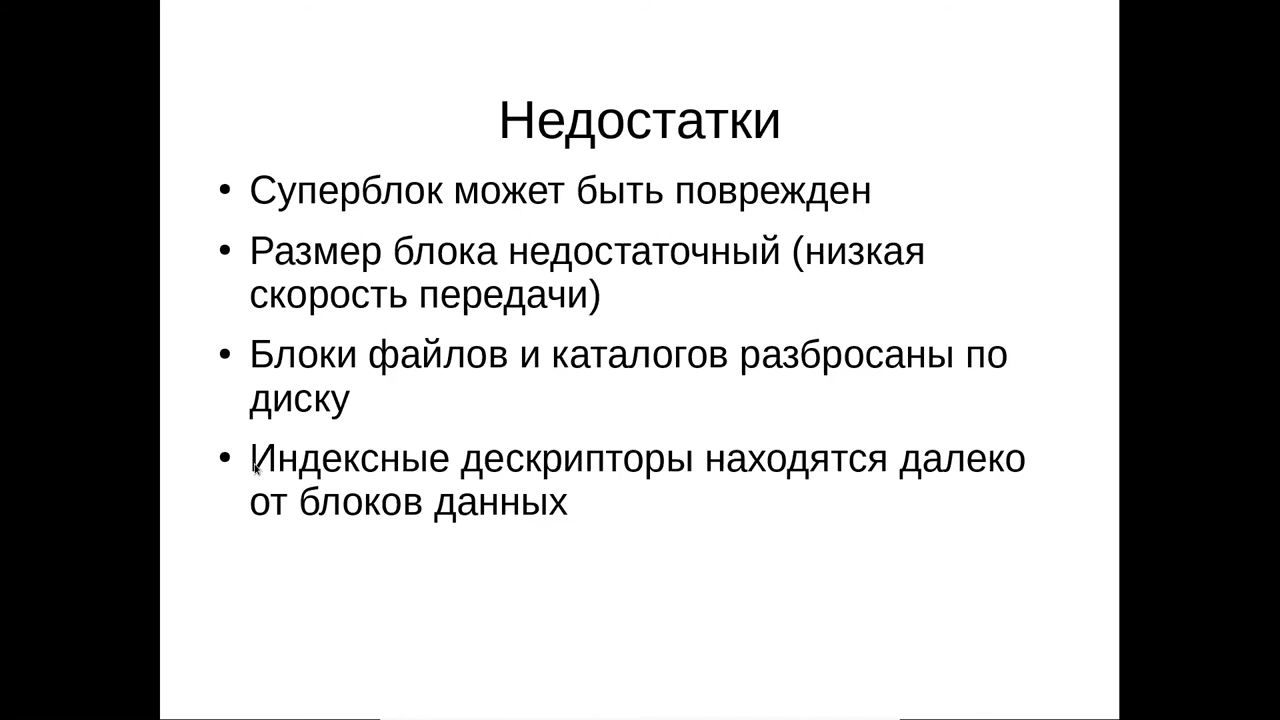 Недостатки
• Суперблок может быть поврежден
• Размер блока недостаточный (низкая
скорость передачи)
• Блоки файлов и каталогов разбросаны по
диску
• Индексные дескрипторы находятся далеко
от блоков данных